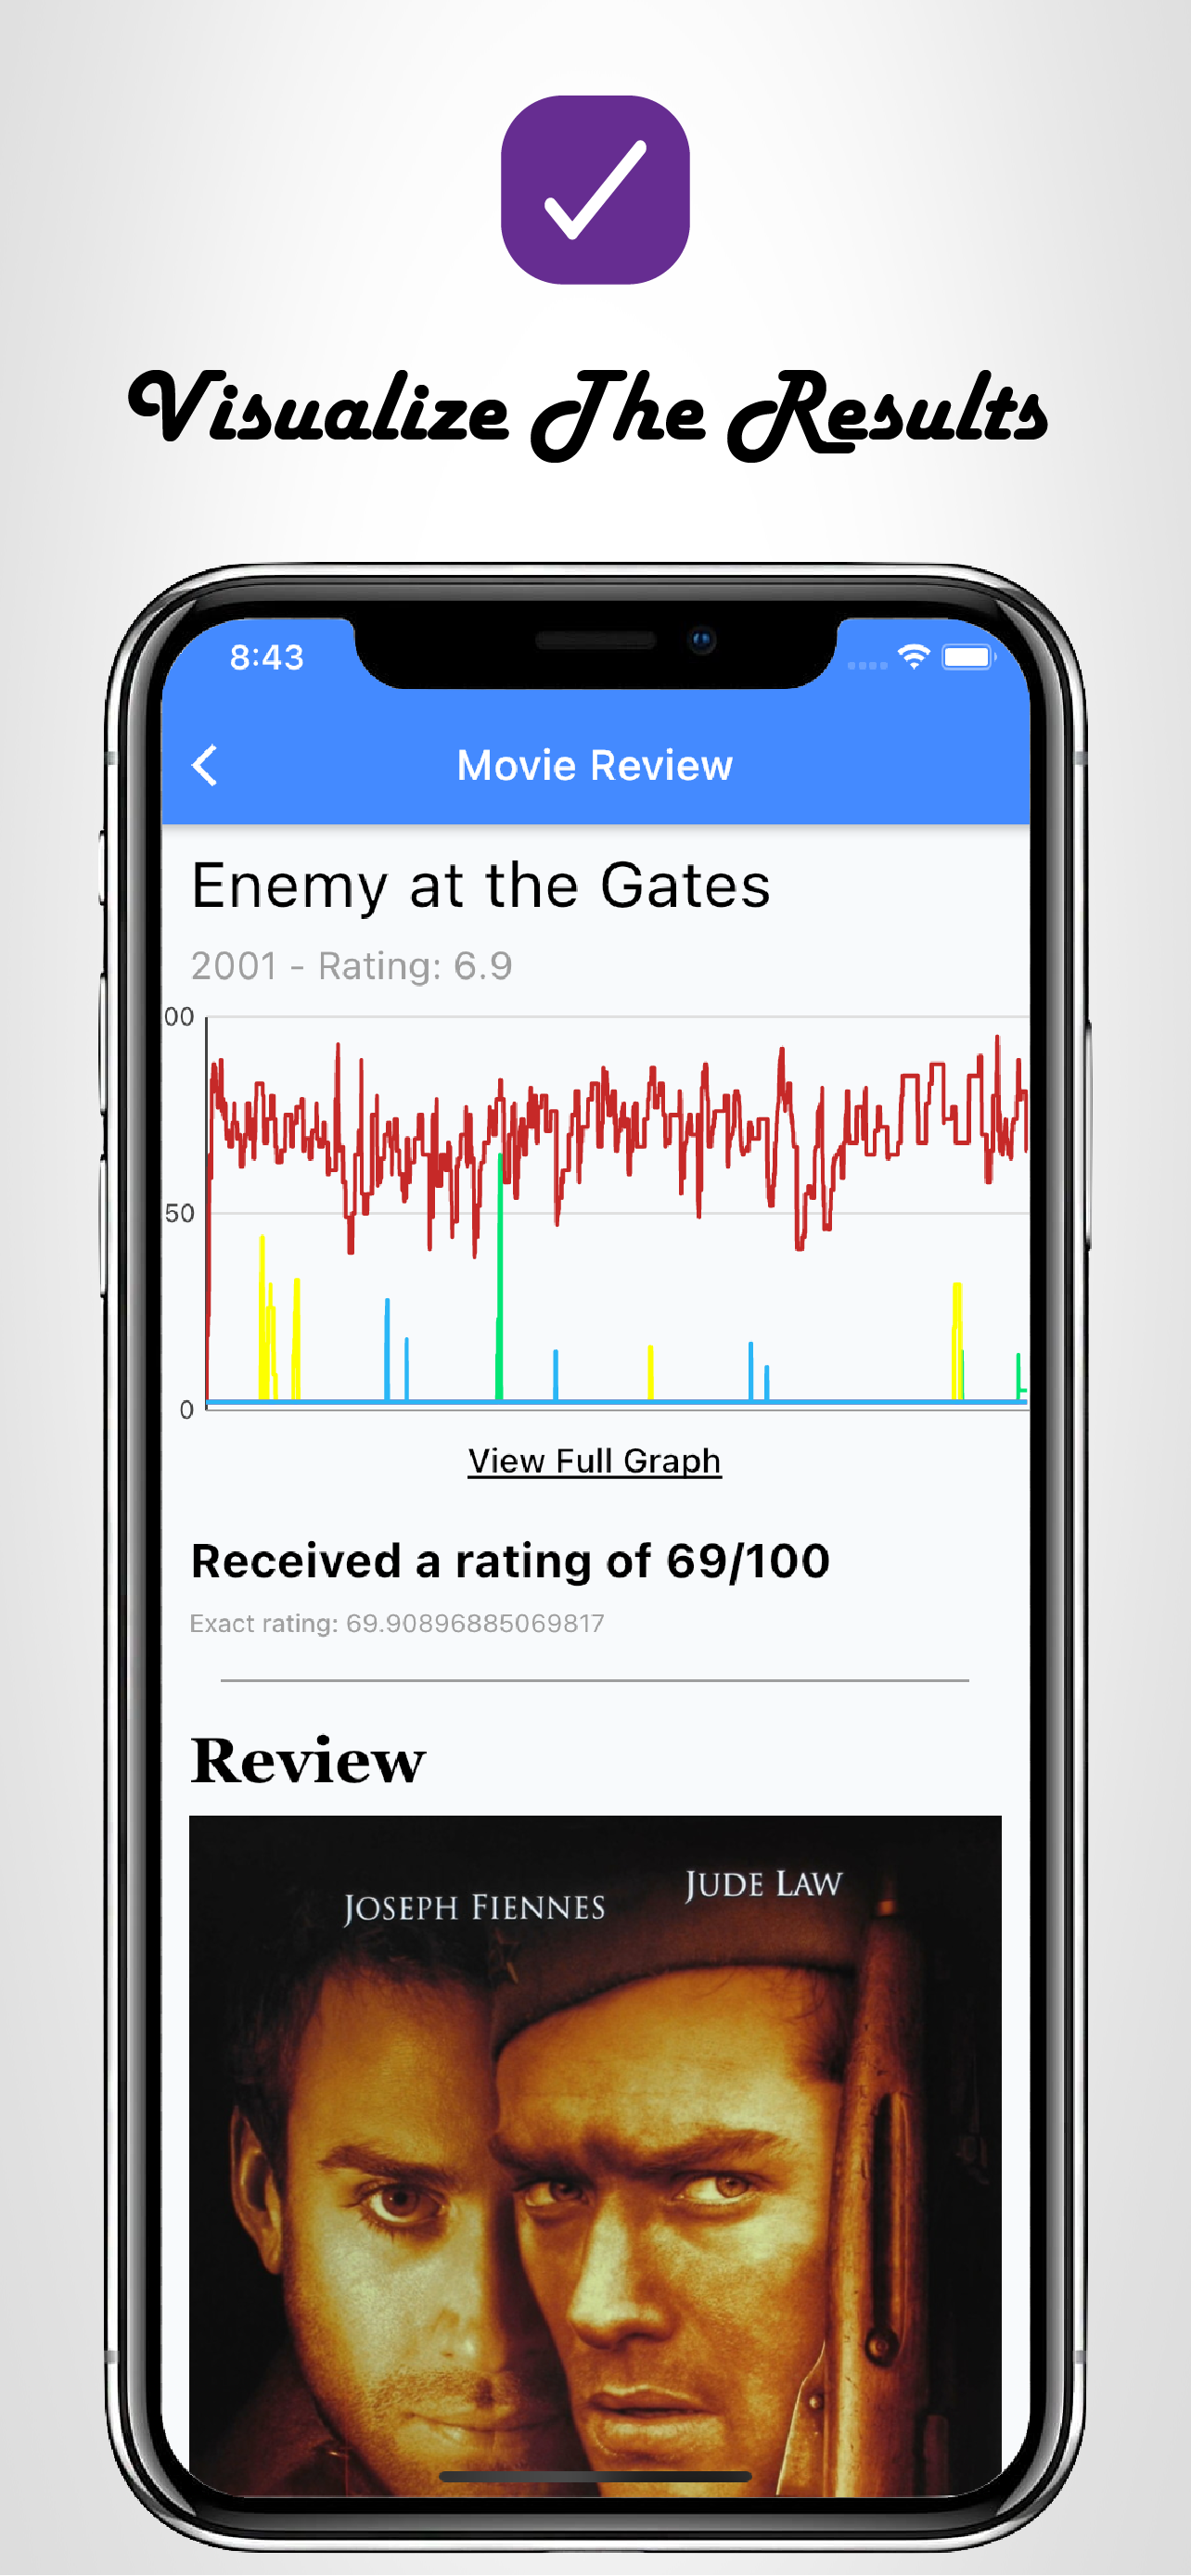 Visualize The Results
8:43
Movie Review
Enemy at the Gates
2001 - Rating: 6.9
00
50
0
View Full Graph
Received a rating of 69/100
Exact rating: 69.90896885069817
Review
JOSEPH FIENNES
JUDE LAW